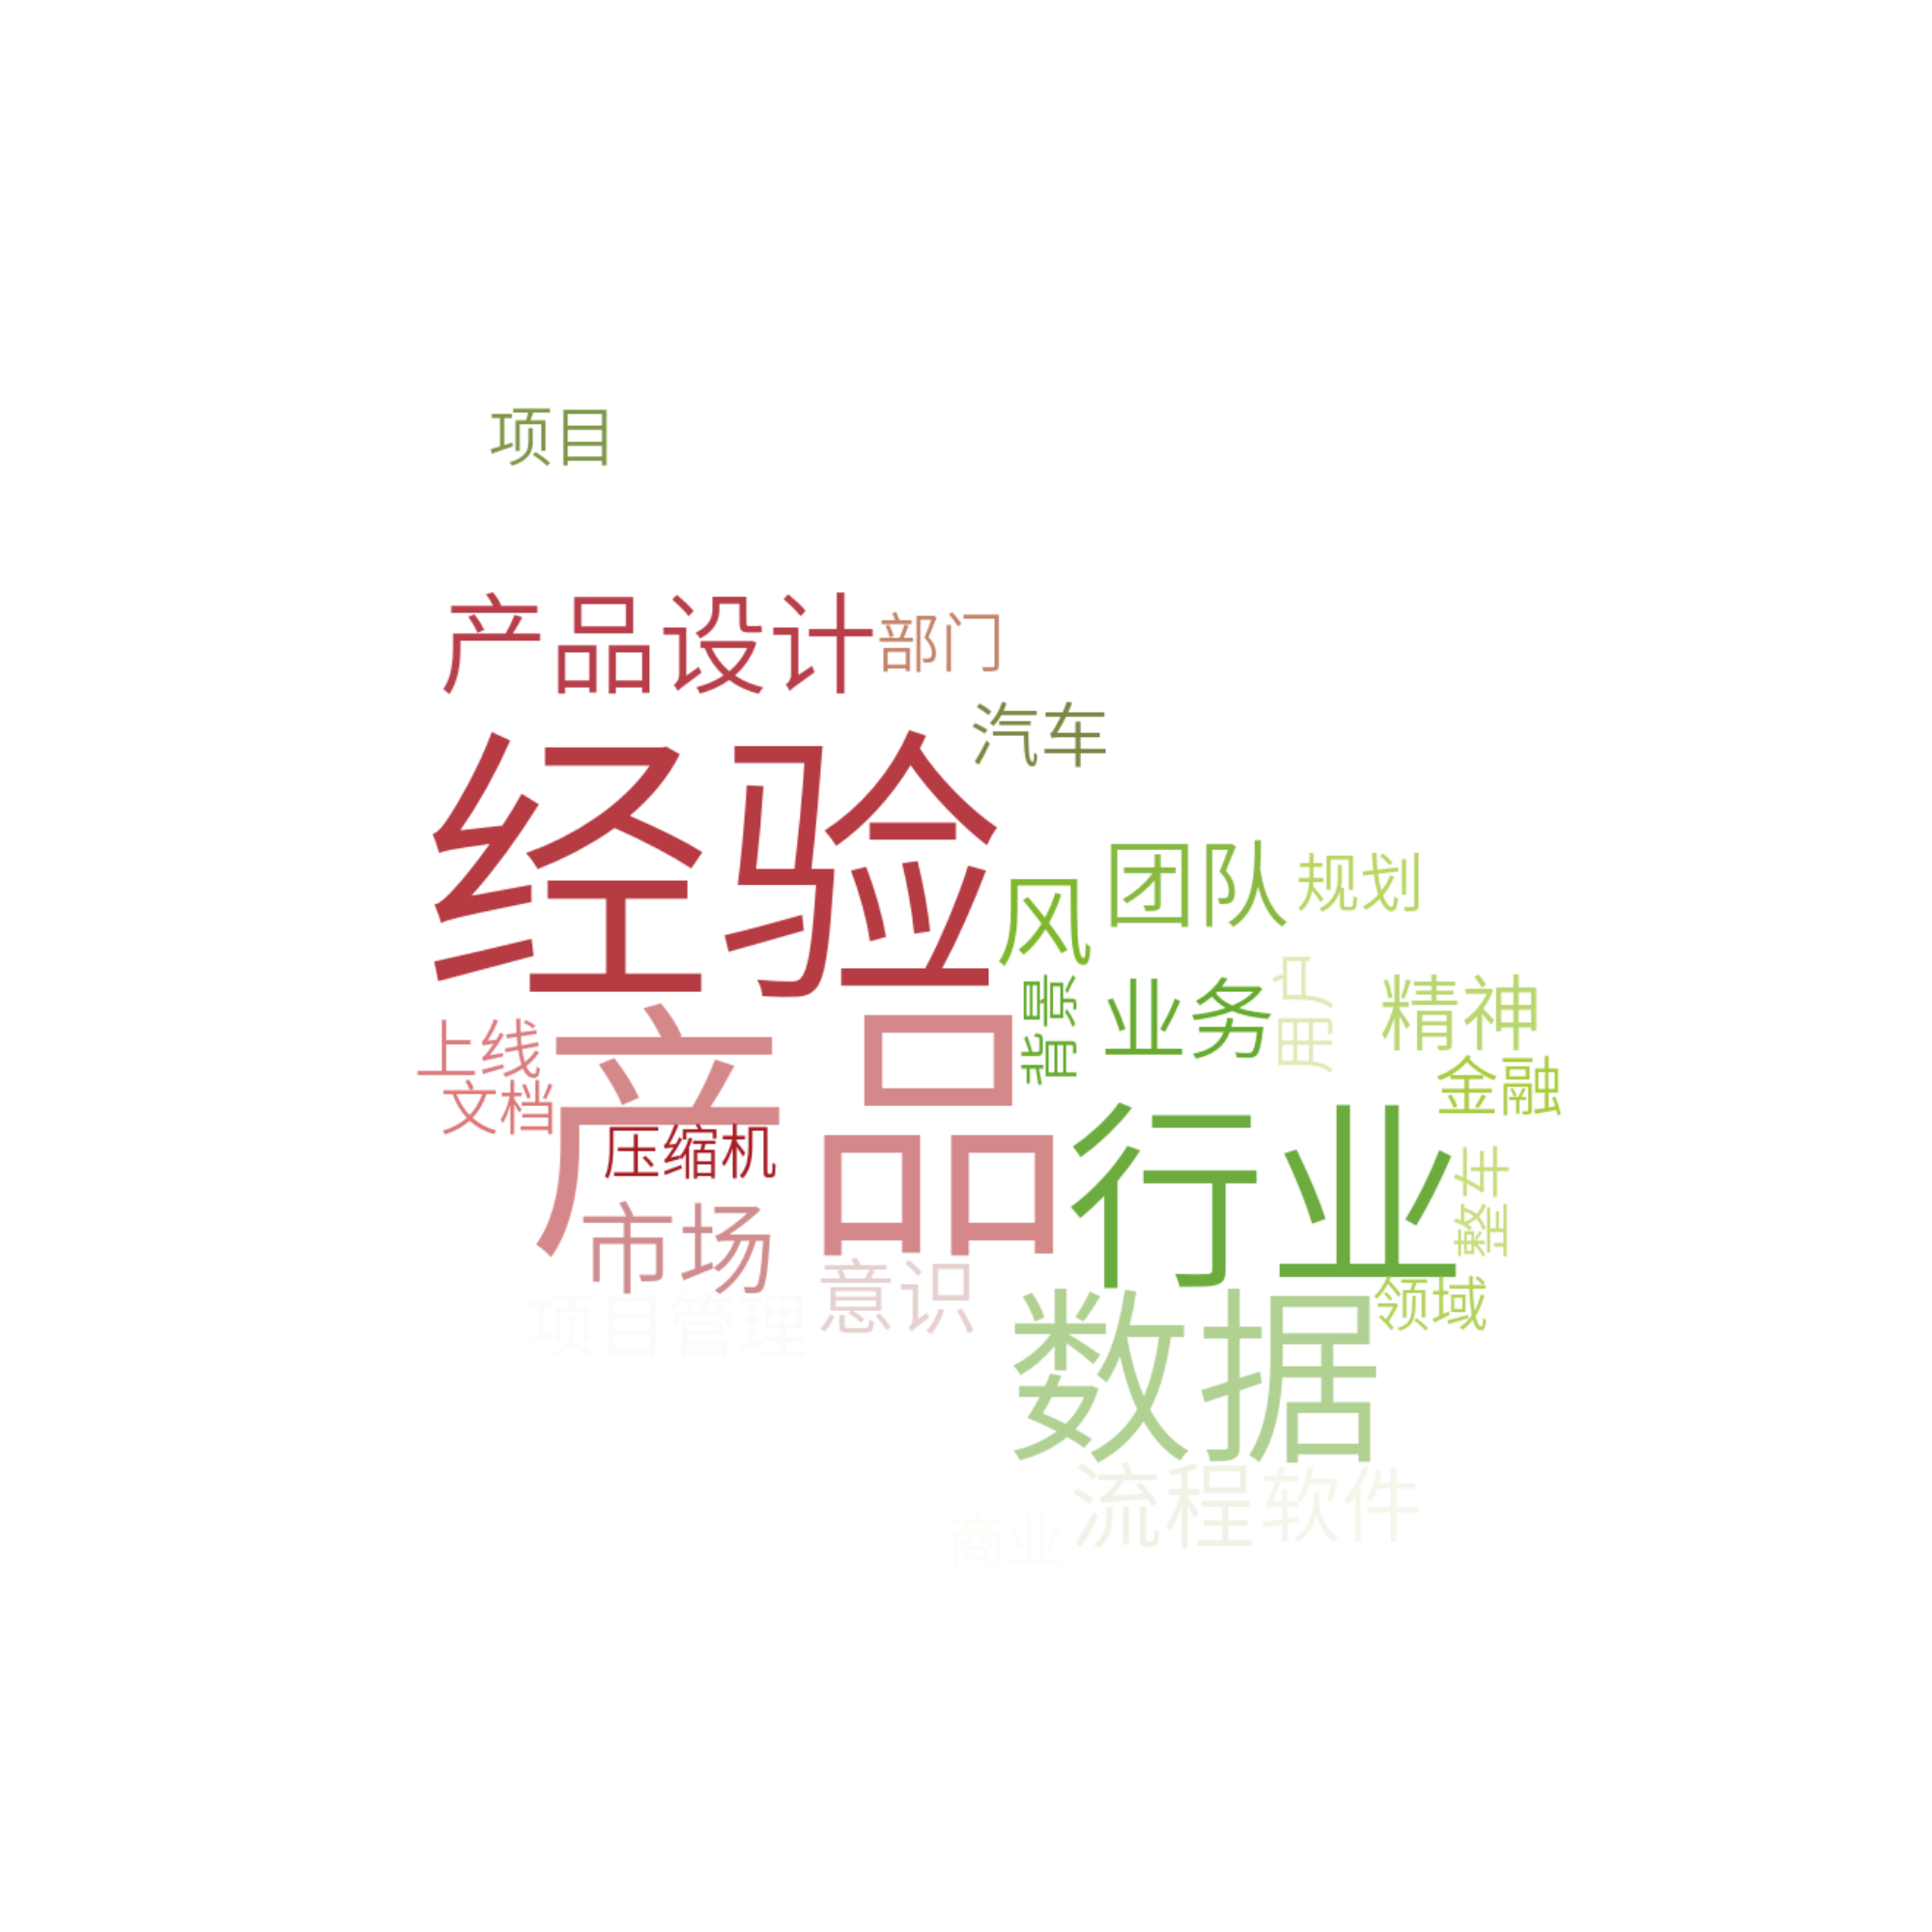 项目
产品设计
部门
汽车
经验
团队
规划
风
用户
背景
业务
精神
上线
产品
金融
文档
行业
压缩机
整车
市场
意识
领域
项目管理
数据
流程
软件
商业